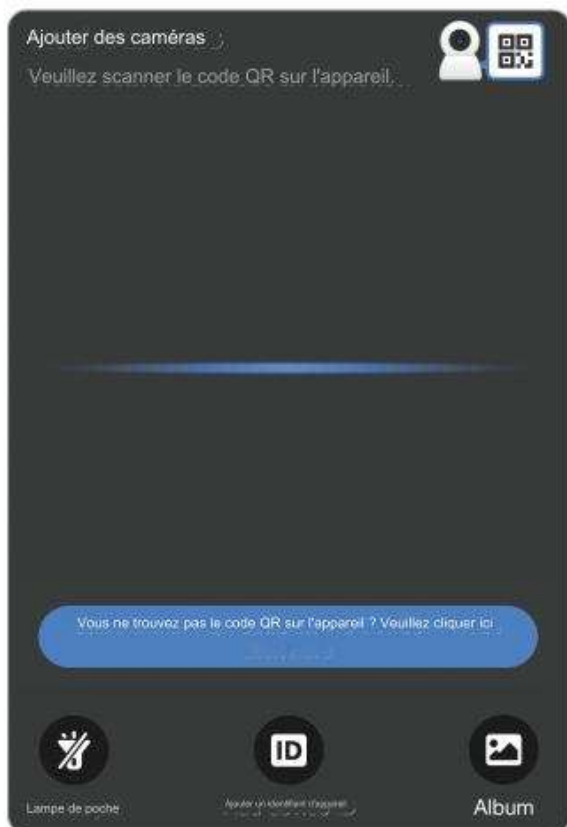 Ajouter des caméras
Veuillez scanner le code QR sur l'appareil.
Vous ne trouvez pas le code QR sur l'appareil ? Veuillez cliquer ici
ID
Lampe de poche
Ajouter un identifiant d'appareil
Album